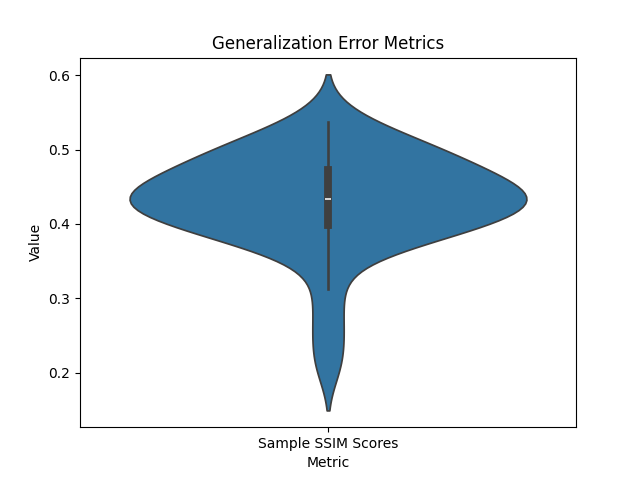 Generalization Error Metrics
0.6
0.5
0.4
0.3
0.2
Value
Sample SSIM Scores
Metric